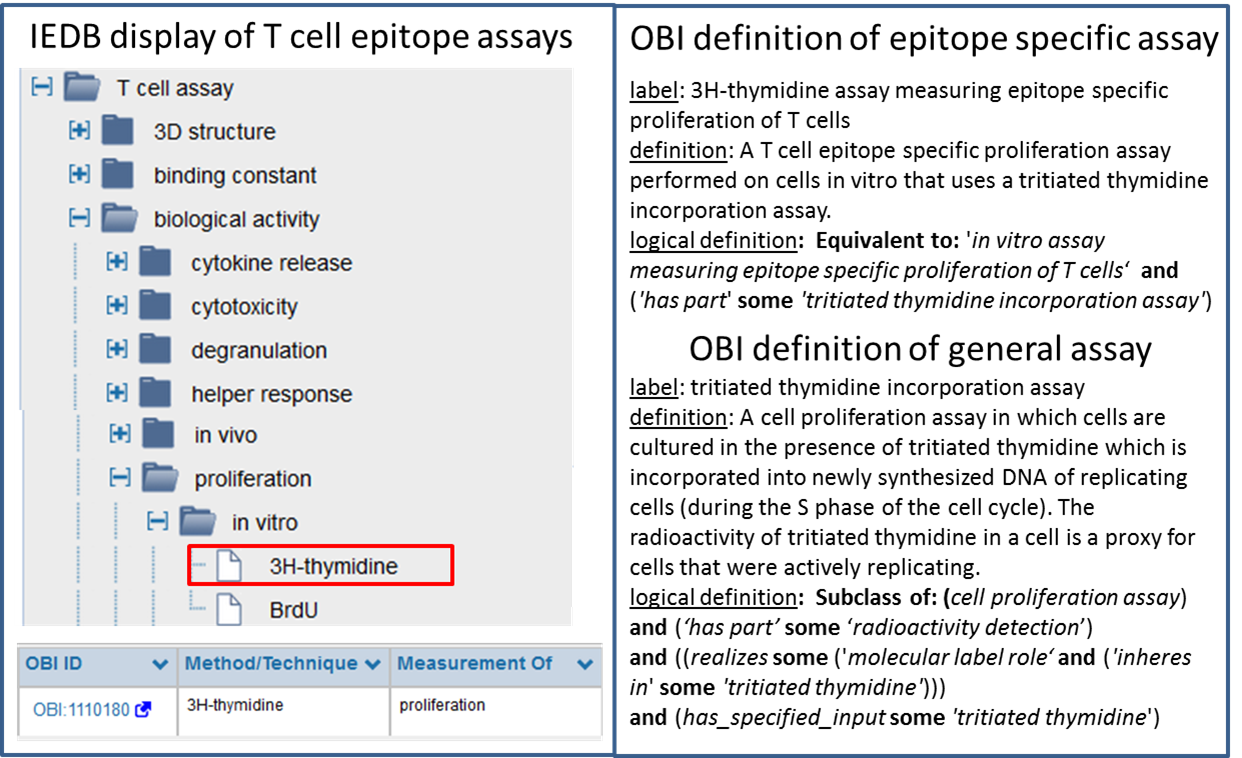 IEDB display of T cell epitope assays
T cell assay
3D structure
binding constant
biological activity
cytokine release
cytotoxicity
degranulation
helper response
in vivo
proliferation
in vitro
3H-thymidine
BrdU
OBI ID Method/Technique Measurement Of
OBI:1110180 3H-thymidine proliferation
OBI definition of epitope specific assay
label: 3H-thymidine assay measuring epitope specific
proliferation of T cells
definition: A T cell epitope specific proliferation assay
performed on cells in vitro that uses a tritiated thymidine
incorporation assay.
logical definition: Equivalent to: 'in vitro assay
measuring epitope specific proliferation of T cells‘ and
('has part' some 'tritiated thymidine incorporation assay')
OBI definition of general assay
label: tritiated thymidine incorporation assay
definition: A cell proliferation assay in which cells are
cultured in the presence of tritiated thymidine which is
incorporated into newly synthesized DNA of replicating
cells (during the S phase of the cell cycle). The
radioactivity of tritiated thymidine in a cell is a proxy for
cells that were actively replicating.
logical definition: Subclass of: (cell proliferation assay)
and (‘has part’ some ‘radioactivity detection’)
and ((realizes some ('molecular label role‘ and ('inheres
in' some 'tritiated thymidine')))
and (has_specified_input some 'tritiated thymidine')